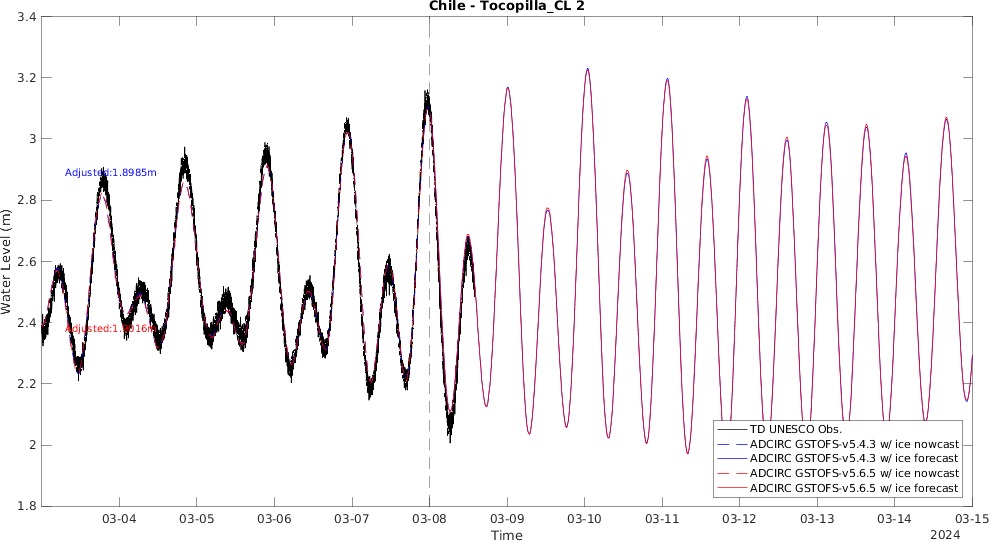 Chile - Tocopilla_CL 2
Water Level (m)
3.4
3.2
3
2.8
2.6
2.4
2.2
2
1.8
Adjusted:1.8985m
TD UNESCO Obs.
ADCIRC GSTOFS-v5.4.3 w/ ice nowcast
ADCIRC GSTOFS-v5.4.3 w/ ice forecast
ADCIRC GSTOFS-v5.6.5 w/ ice nowcast
ADCIRC GSTOFS-v5.6.5 w/ ice forecast
03-04 03-05 03-06 03-07 03-08 03-09 03-10 03-11 03-12 03-13 03-14 03-15
Time
2024